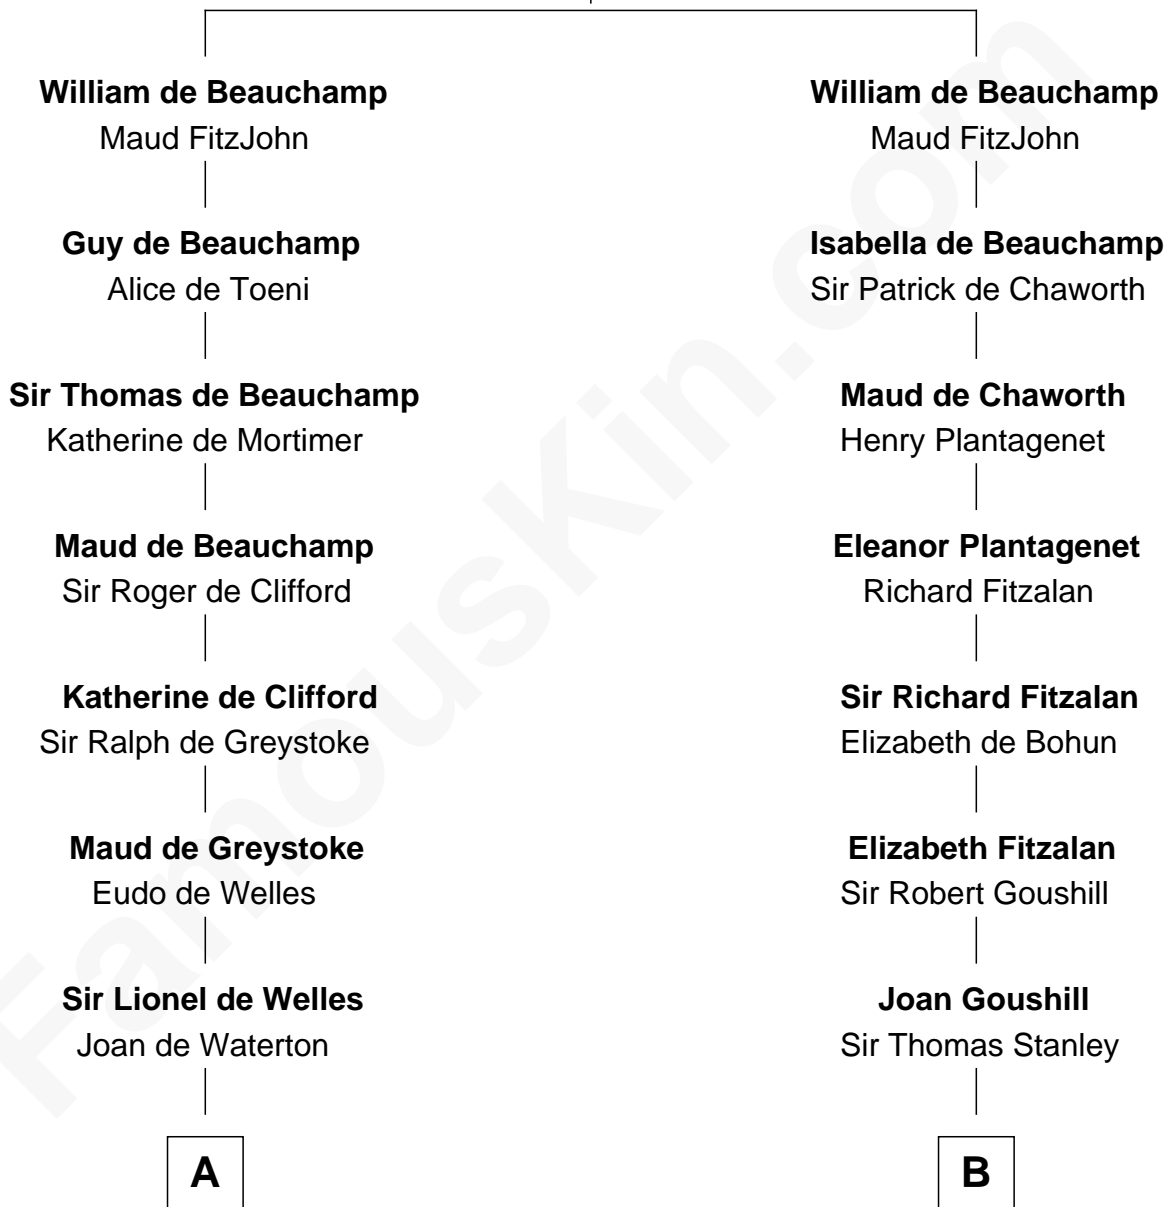 William de Beauchamp
Maud FitzJohn
Guy de Beauchamp
Alice de Toeni
Sir Thomas de Beauchamp
Katherine de Mortimer
Maud de Beauchamp
Sir Roger de Clifford
Katherine de Clifford
Sir Ralph de Greystoke
Maud de Greystoke
Eudo de Welles
Sir Lionel de Welles
Joan de Waterton
A
William de Beauchamp
Maud FitzJohn
Isabella de Beauchamp
Sir Patrick de Chaworth
Maud de Chaworth
Henry Plantagenet
Eleanor Plantagenet
Richard Fitzalan
Sir Richard Fitzalan
Elizabeth de Bohun
Elizabeth Fitzalan
Sir Robert Goushill
Joan Goushill
Sir Thomas Stanley
B
FamousKin.com